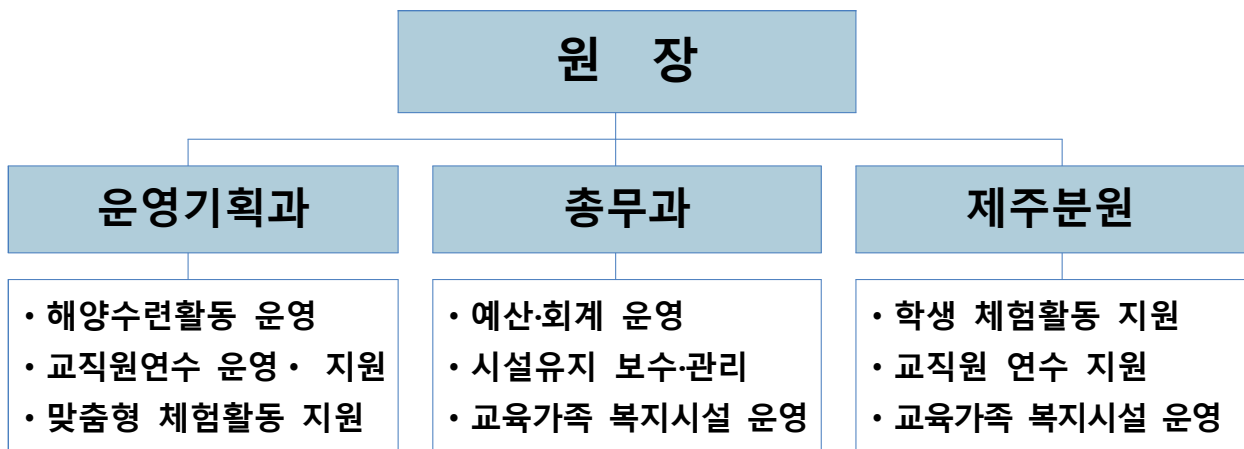 원 장
운영기획과
총무과
제주분원
· 해양수련활동 운영
· 교직원연수 운영· 지원
· 맞춤형 체험활동 지원
· 예산·회계 운영
· 시설유지 보수·관리
· 교육가족 복지시설 운영
· 학생 체험활동 지원
· 교직원 연수 지원
· 교육가족 복지시설 운영